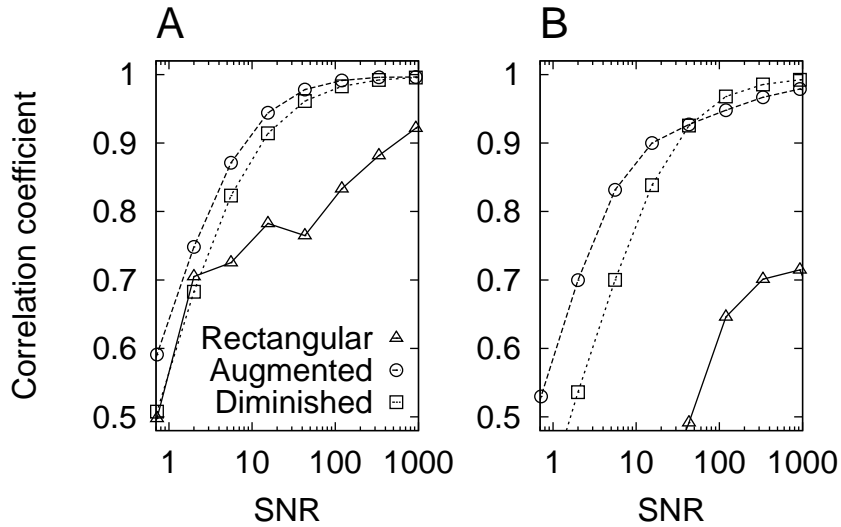 A
B
Correlation coefficient
1
0.9
0.8
0.7
0.6
0.5
Rectangular
Augmented
Diminished
1 10 100 1000
SNR
1
0.9
0.8
0.7
0.6
0.5
1 10 100 1000
SNR